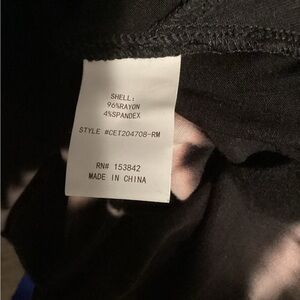 SHELL:
96%RAYON
4%SPANDEX
STYLE #CET204708-RM
RN# 153842
MADE IN CHINA